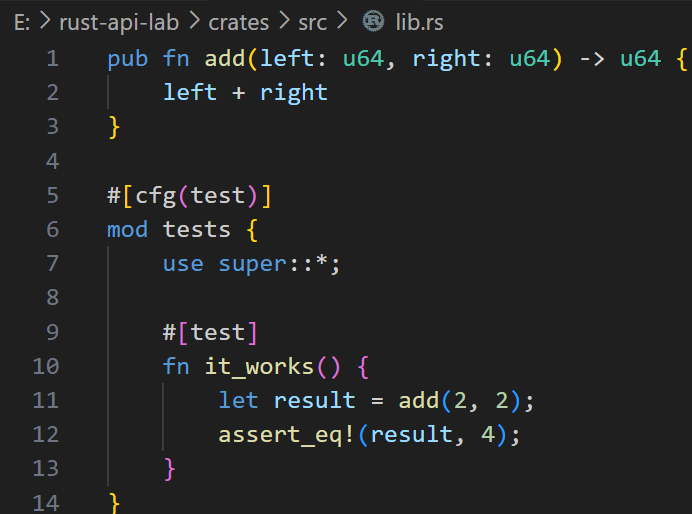 E: > rust-api-lab > crates > src > lib.rs
1 pub fn add(left: u64, right: u64) -> u64 {
2     left + right
3 }
4
5 #[cfg(test)]
6 mod tests {
7     use super::*;
8
9     #[test]
10     fn it_works() {
11         let result = add(2, 2);
12         assert_eq!(result, 4);
13     }
14 }